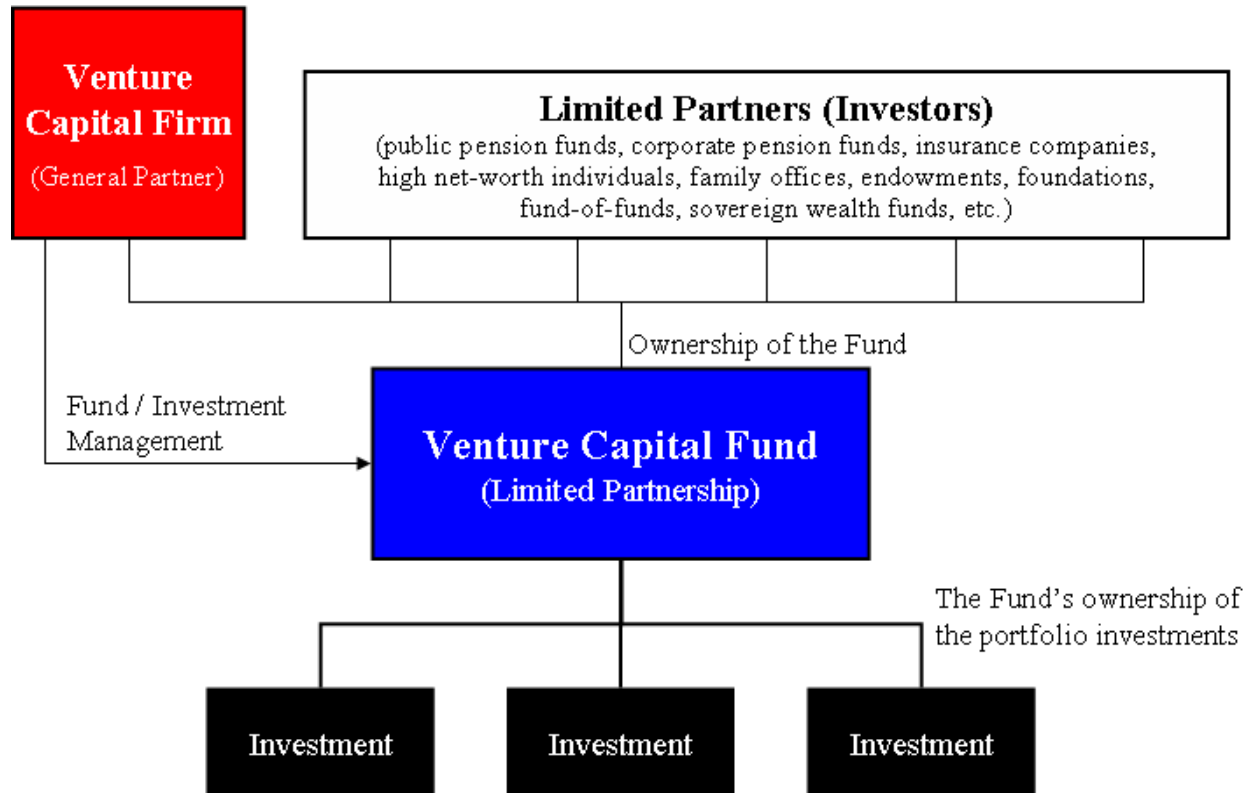 Venture
Capital Firm
(General Partner)
Limited Partners (Investors)
(public pension funds, corporate pension funds, insurance companies,
high net-worth individuals, family offices, endowments, foundations,
fund-of-funds, sovereign wealth funds, etc.)
Ownership of the Fund
Fund / Investment
Management
Venture Capital Fund
(Limited Partnership)
The Fund’s ownership of
the portfolio investments
Investment
Investment
Investment